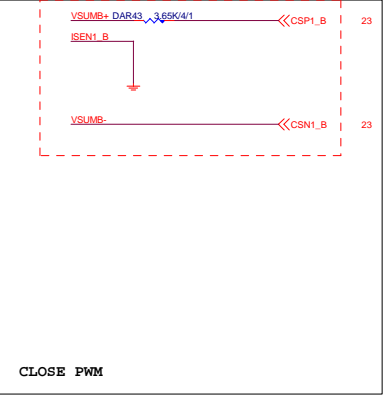 VSUMB+ DAR43 3.65K/4/1 CSP1_B 23
ISEN1_B
VSUMB- CSN1_B 23
CLOSE PWM